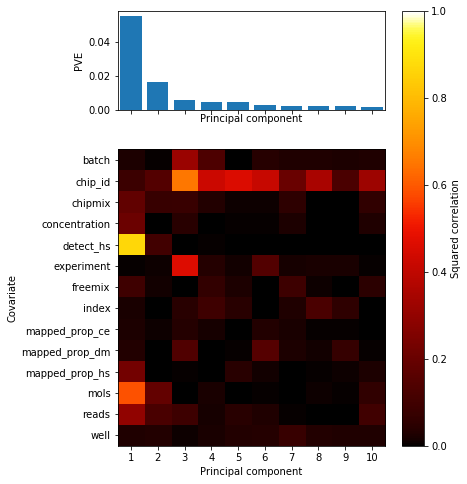 PVE
0.04
0.02
0.00
Principal component
Covariate
batch
chip_id
chipmix
concentration
detect_hs
experiment
freemix
index
mapped_prop_ce
mapped_prop_dm
mapped_prop_hs
mols
reads
well
1 2 3 4 5 6 7 8 9 10
Principal component
1.0
0.8
0.6
0.4
0.2
0.0
Squared correlation